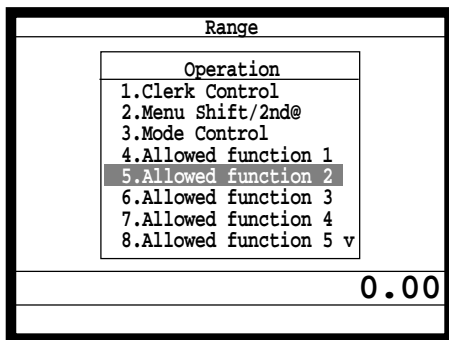 Range
Operation
1.Clerk Control
2.Menu Shift/2nd@
3.Mode Control
4.Allowed function 1
5.Allowed function 2
6.Allowed function 3
7.Allowed function 4
8.Allowed function 5 v
0.00